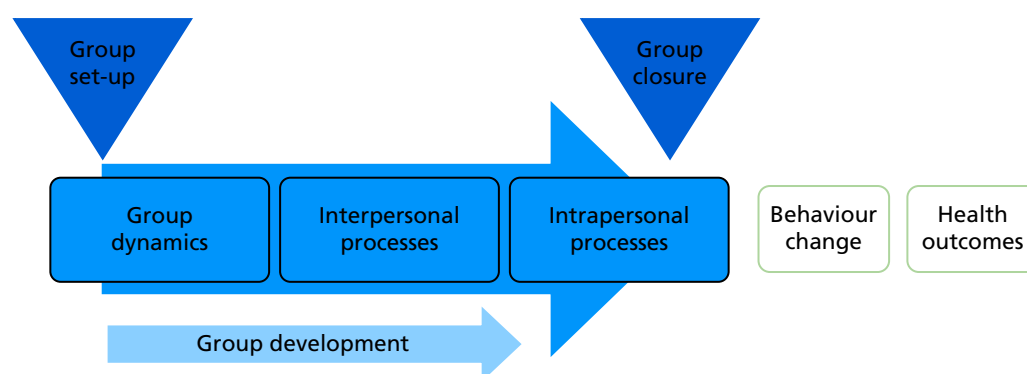 Group
set-up
Group
closure
Group
dynamics
Interpersonal
processes
Intrapersonal
processes
Behaviour
change
Health
outcomes
Group development